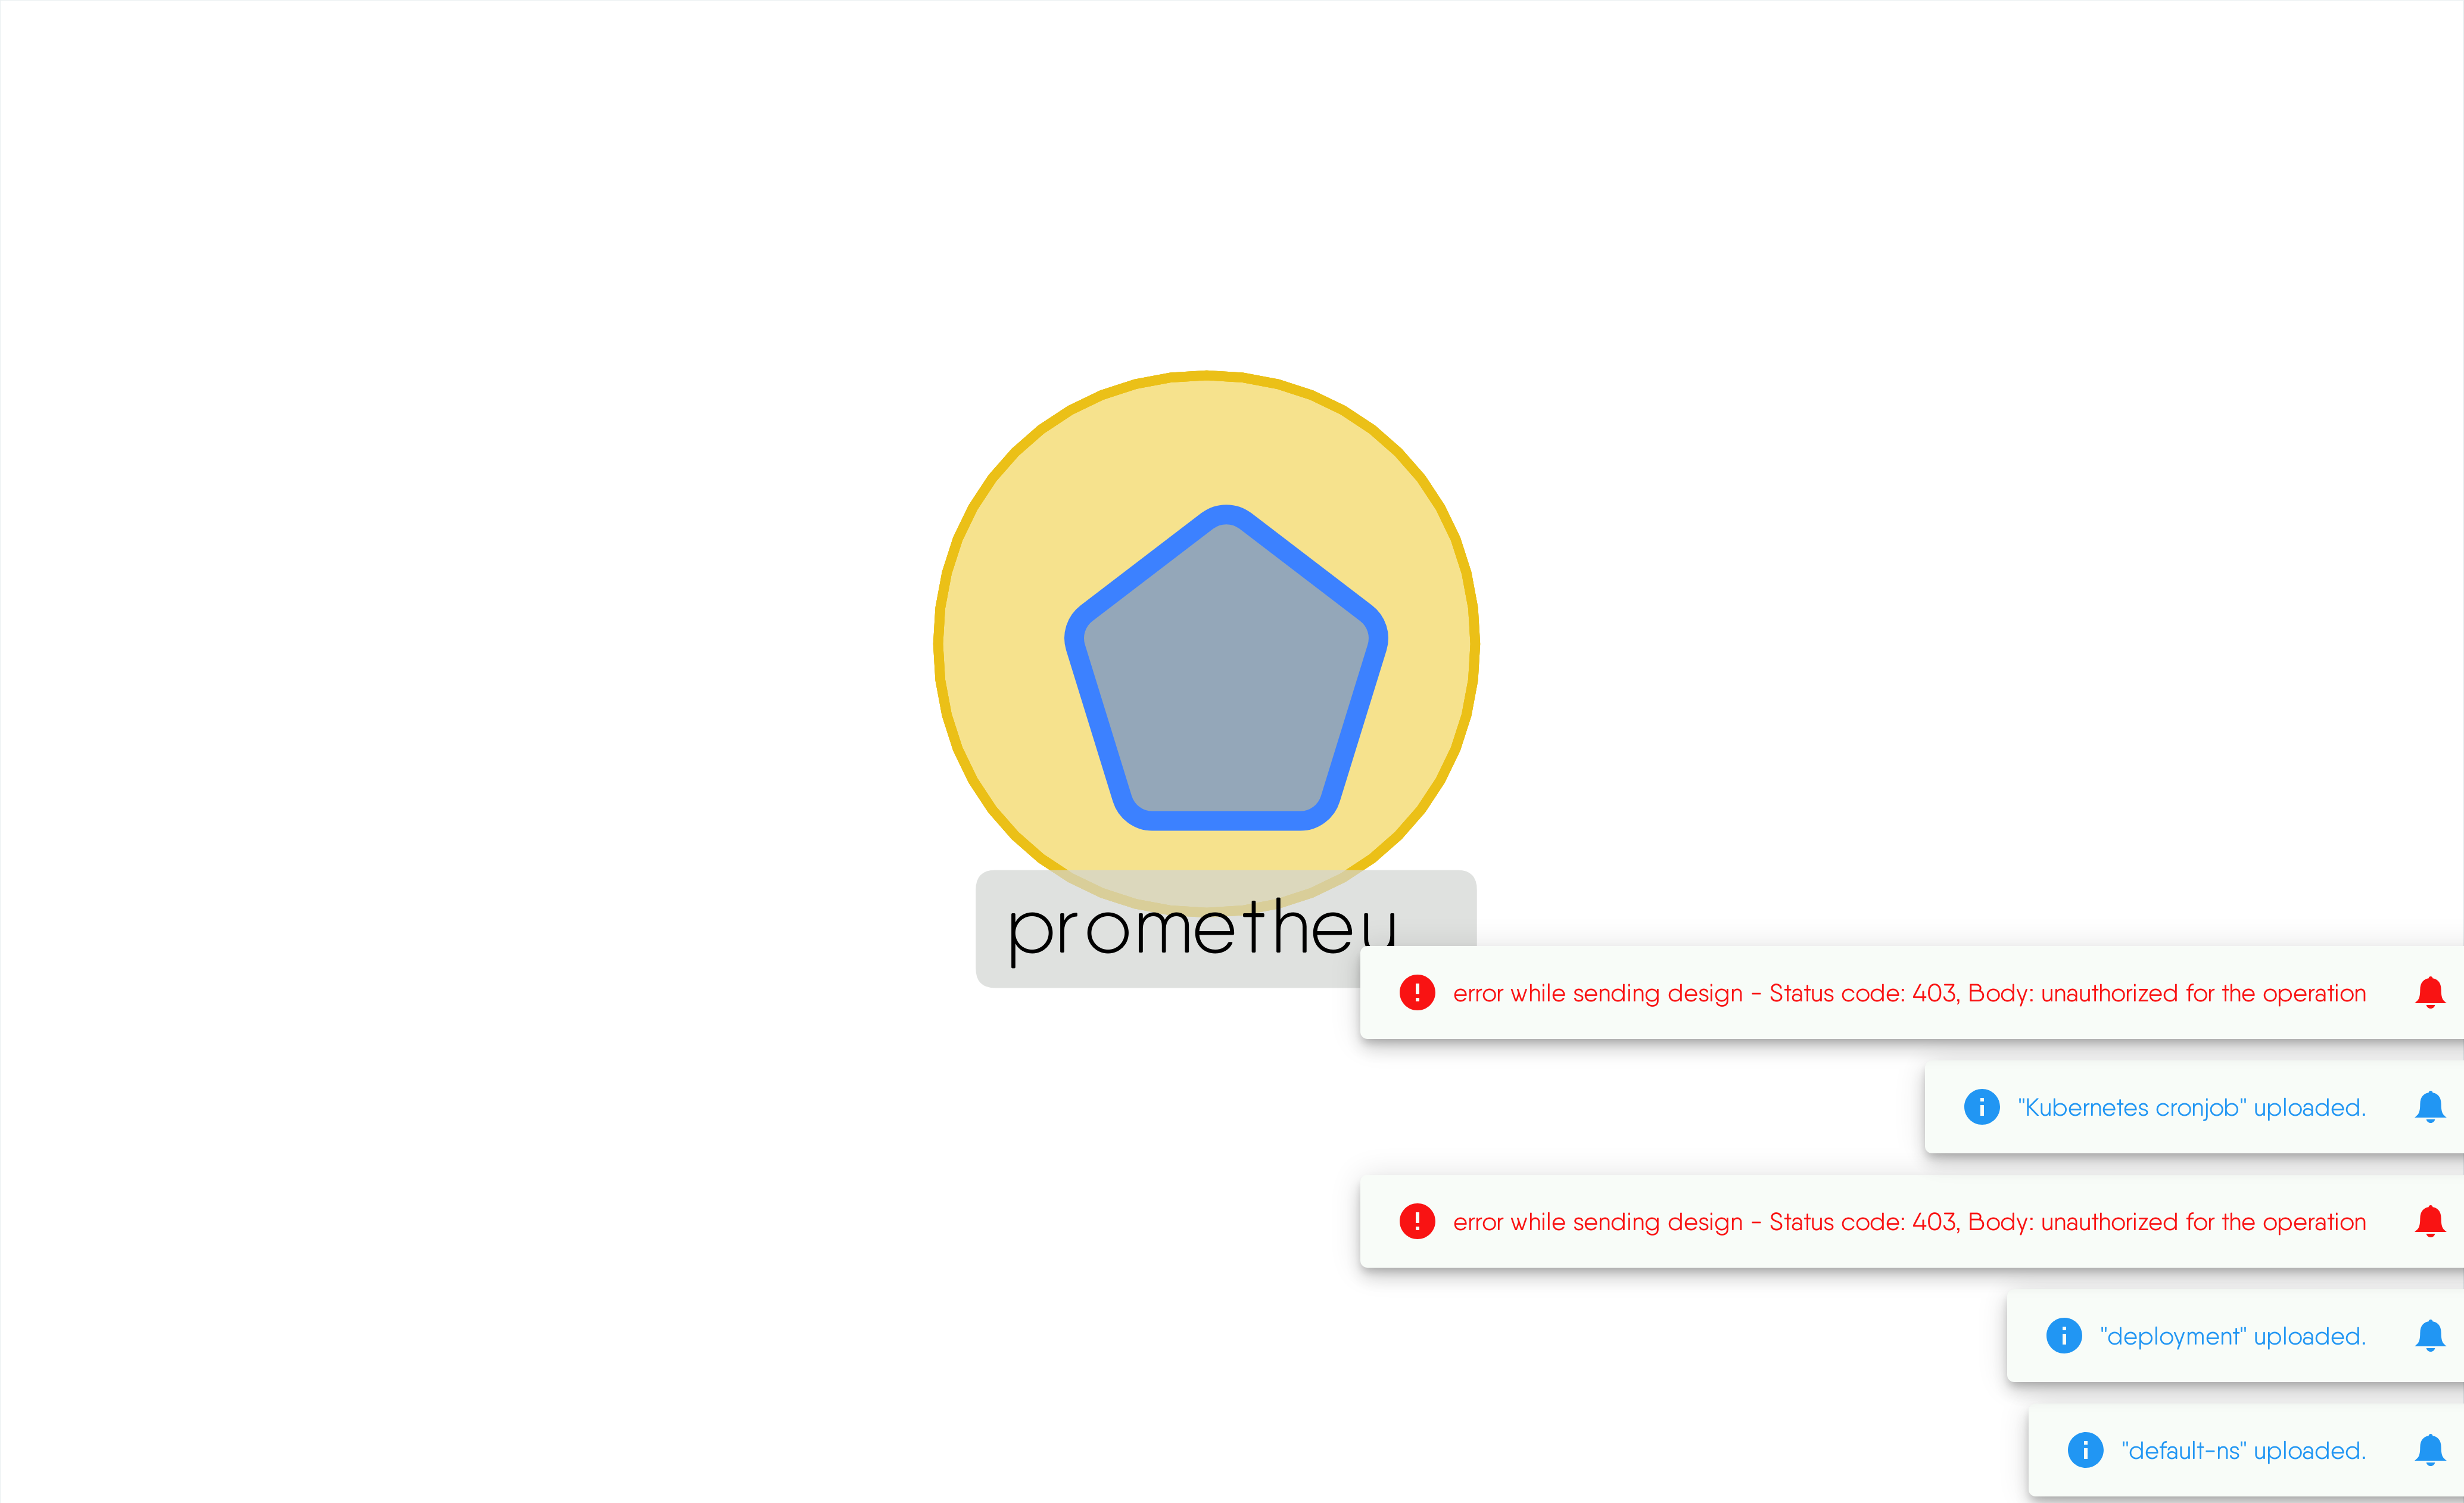 prometheu
error while sending design - Status code: 403, Body: unauthorized for the operation
"Kubernetes cronjob" uploaded.
error while sending design - Status code: 403, Body: unauthorized for the operation
"deployment" uploaded.
"default-ns" uploaded.